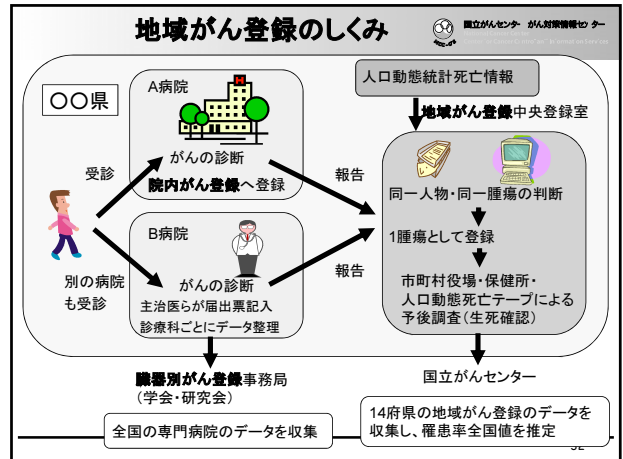 地域がん登録のしくみ
国立がんセンター がん対策情報センター
〇〇県
A病院
がんの診断
院内がん登録へ登録
受診
別の病院
も受診
B病院
がんの診断
主治医らが届出票記入
診療科ごとにデータ整理
報告
報告
人口動態統計死亡情報
地域がん登録中央登録室
同一人物・同一腫瘍の判断
1腫瘍として登録
市町村役場・保健所・
人口動態死亡テープによる
予後調査(生死確認)
臓器別がん登録事務局
(学会・研究会)
全国の専門病院のデータを収集
国立がんセンター
14府県の地域がん登録のデータを
収集し、罹患率全国値を推定